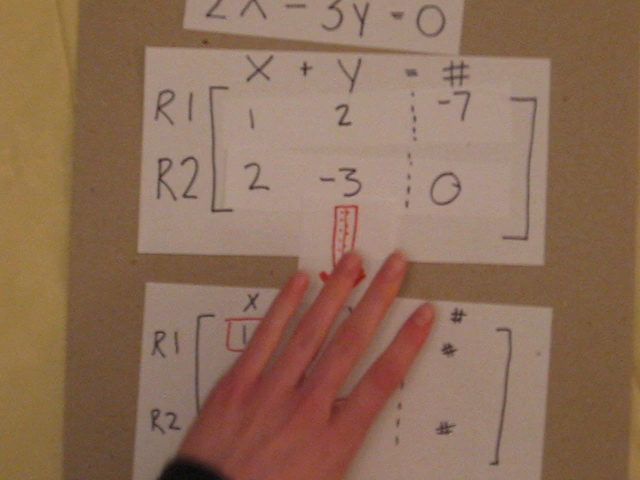 2X - 3Y = 0
X + Y = #
R1 1 2 -7
R2 2 -3 0
X #
R1 1 #
R2 #